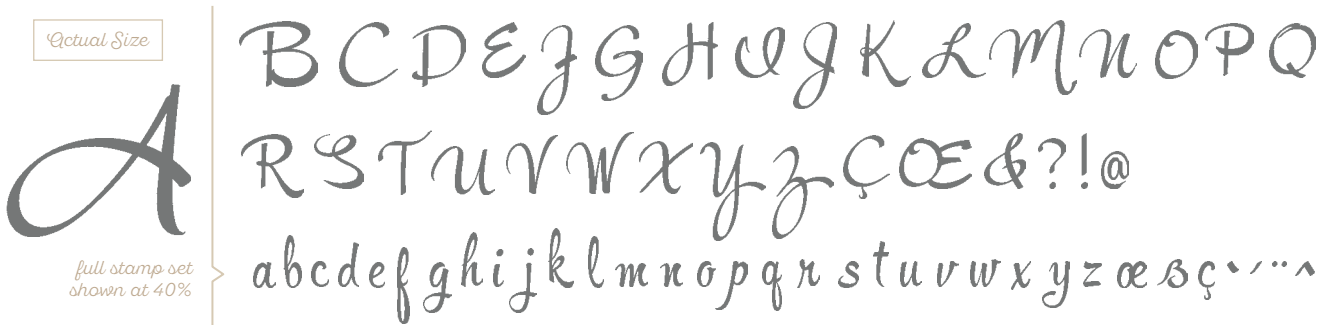 Actual Size
A
full stamp set
shown at 40%
B C D E F G H I J K L M N O P Q
R S T U V W X Y Z Ç Œ & ? ! @
a b c d e f g h i j k l m n o p q r s t u v w x y z œ ß ç ` ´ ¨ ^